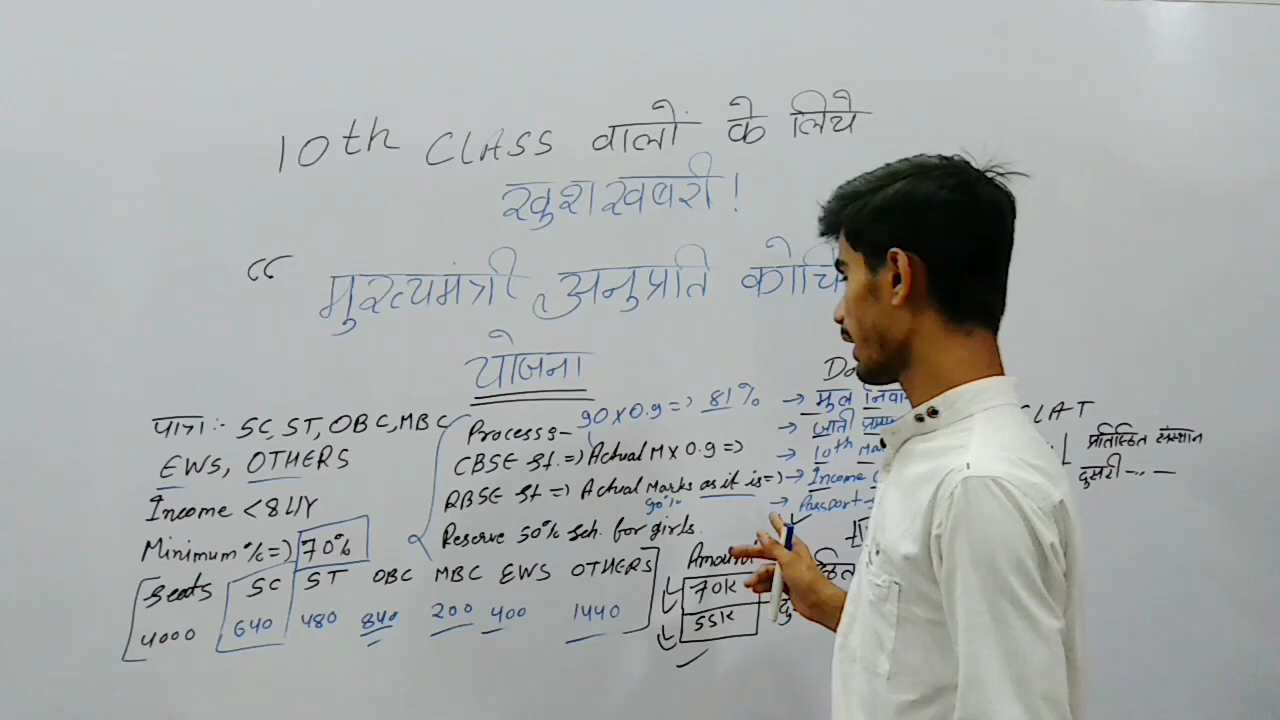 10th CLASS वालों के लिये
खुशखबरी!
“ मुख्यमंत्री अनुप्रति कोचि
योजना
पात्र:- SC, ST, OBC, MBC
EWS, OTHERS
Income < 8L/Y
Minimum % => 70%
Process:- 90 x 0.9 => 81%
CBSE St. => Actual M x 0.9 =>
RBSE St => Actual Marks as it is =>
90%
Reserve 50% sch. for girls.
Seats SC ST OBC MBC EWS OTHERS
4000 640 480 840 200 400 1440
Amount
70K
55K
→ मूल निवा
→ जाती प्रमा
→ 10th Ma
→ Income
→ Passport
CLAT
प्रतिष्ठित संस्थान
दुसरी -.. -